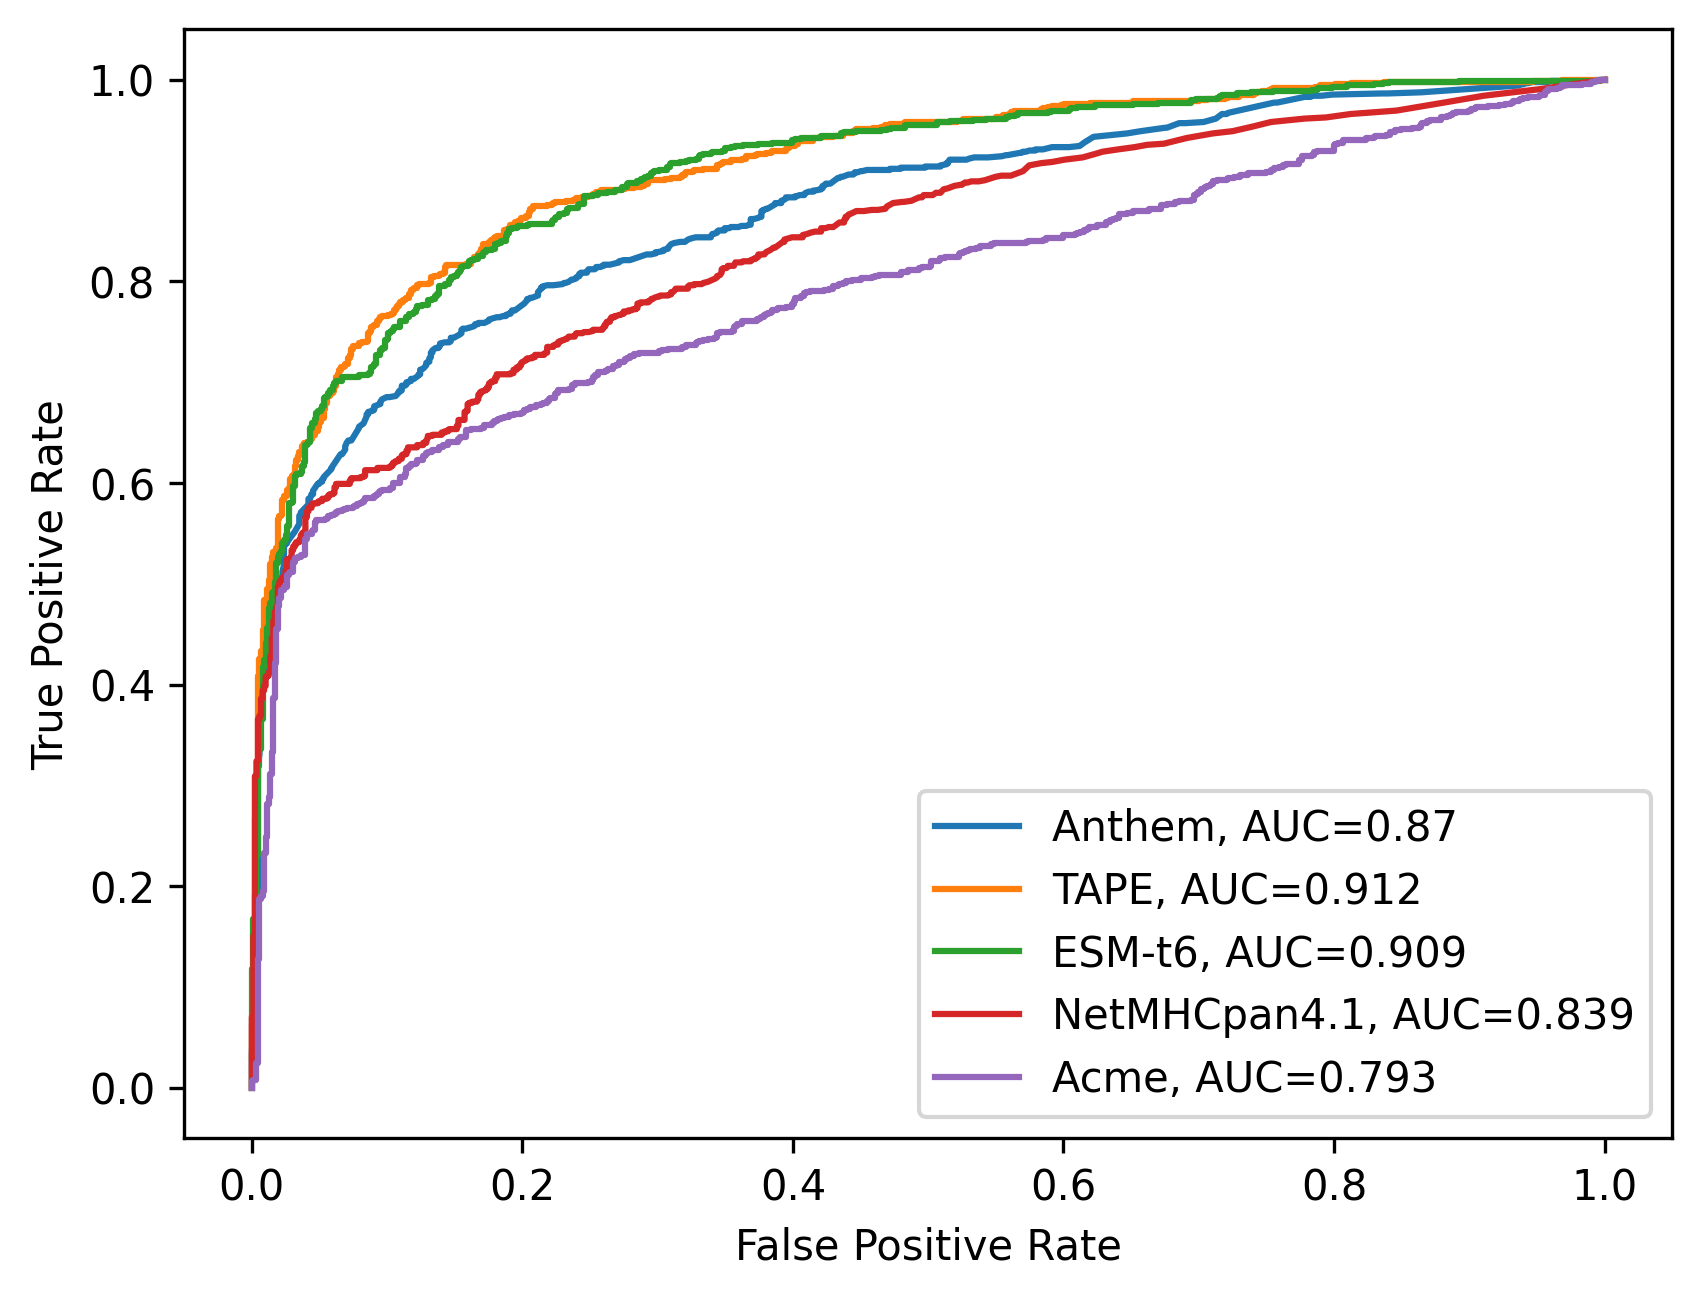 1.0
0.8
0.6
0.4
0.2
0.0
True Positive Rate
Anthem, AUC=0.87
TAPE, AUC=0.912
ESM-t6, AUC=0.909
NetMHCpan4.1, AUC=0.839
Acme, AUC=0.793
0.0 0.2 0.4 0.6 0.8 1.0
False Positive Rate